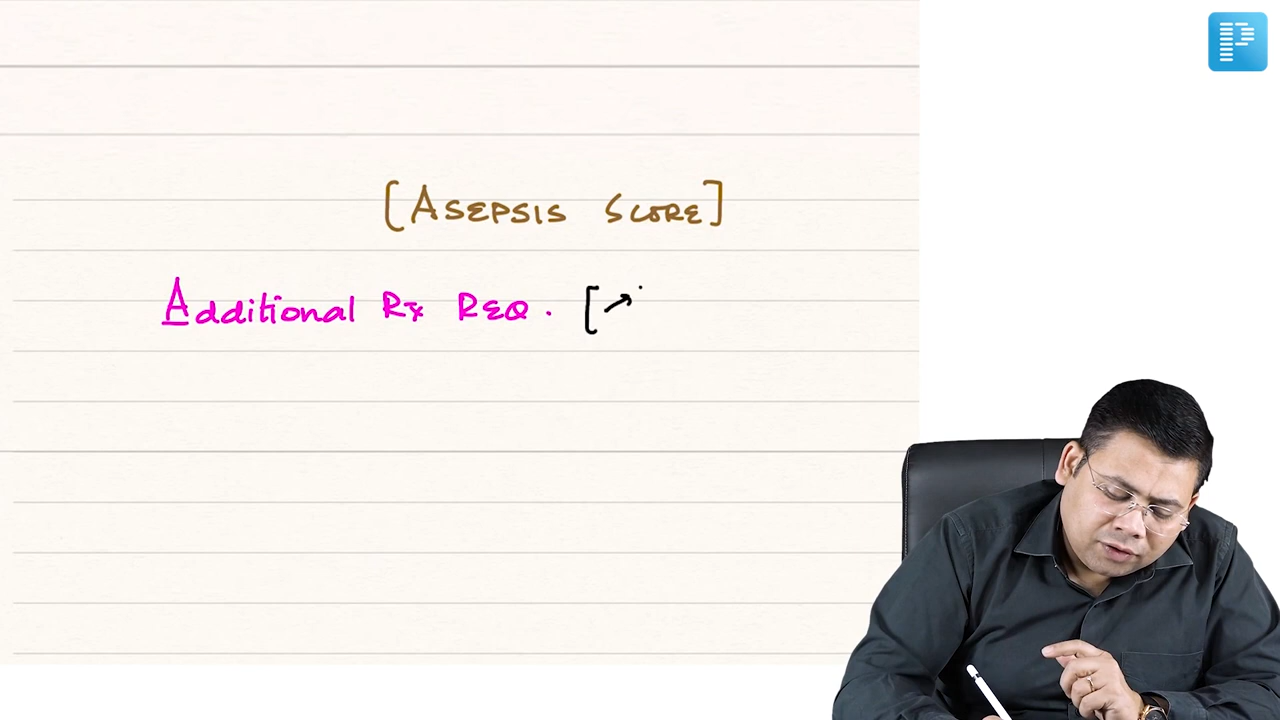 [ASEPSIS SCORE]
Additional Rx REQ. [↗